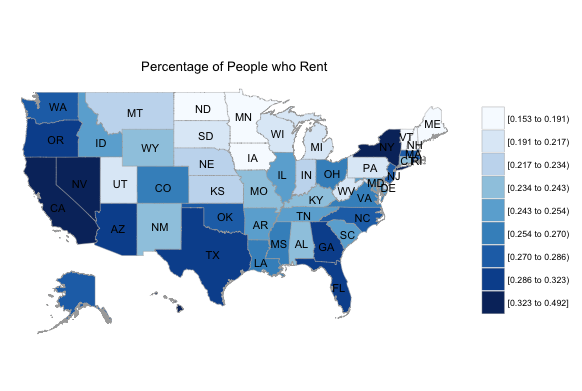 Percentage of People who Rent
WA
MT
ND
MN
ME
VT
NH
OR
ID
SD
WI
MI
NY
MA
CT
RI
WY
NE
IA
PA
NJ
NV
UT
CO
IL
IN
OH
MD
DE
CA
KS
MO
KY
WV
VA
AZ
NM
OK
AR
TN
NC
SC
TX
LA
MS
AL
GA
FL
[0.153 to 0.191)
[0.191 to 0.217)
[0.217 to 0.234)
[0.234 to 0.243)
[0.243 to 0.254)
[0.254 to 0.270)
[0.270 to 0.286)
[0.286 to 0.323)
[0.323 to 0.492]